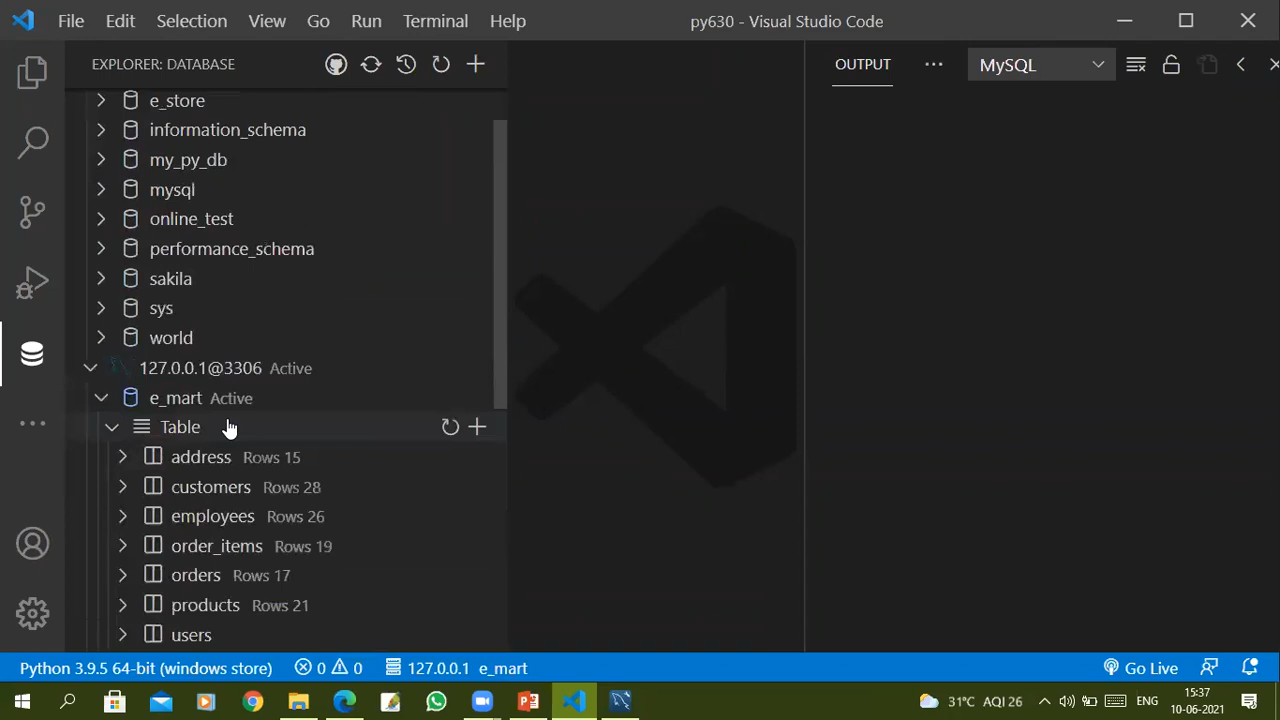 File Edit Selection View Go Run Terminal Help py630 - Visual Studio Code
EXPLORER: DATABASE
OUTPUT
MySQL
e_store
information_schema
my_py_db
mysql
online_test
performance_schema
sakila
sys
world
127.0.0.1@3306 Active
e_mart Active
Table
address Rows 15
customers Rows 28
employees Rows 26
order_items Rows 19
orders Rows 17
products Rows 21
users
Python 3.9.5 64-bit (windows store) 0 0 127.0.0.1 e_mart Go Live
31°C AQI 26 ENG 15:37
10-06-2021